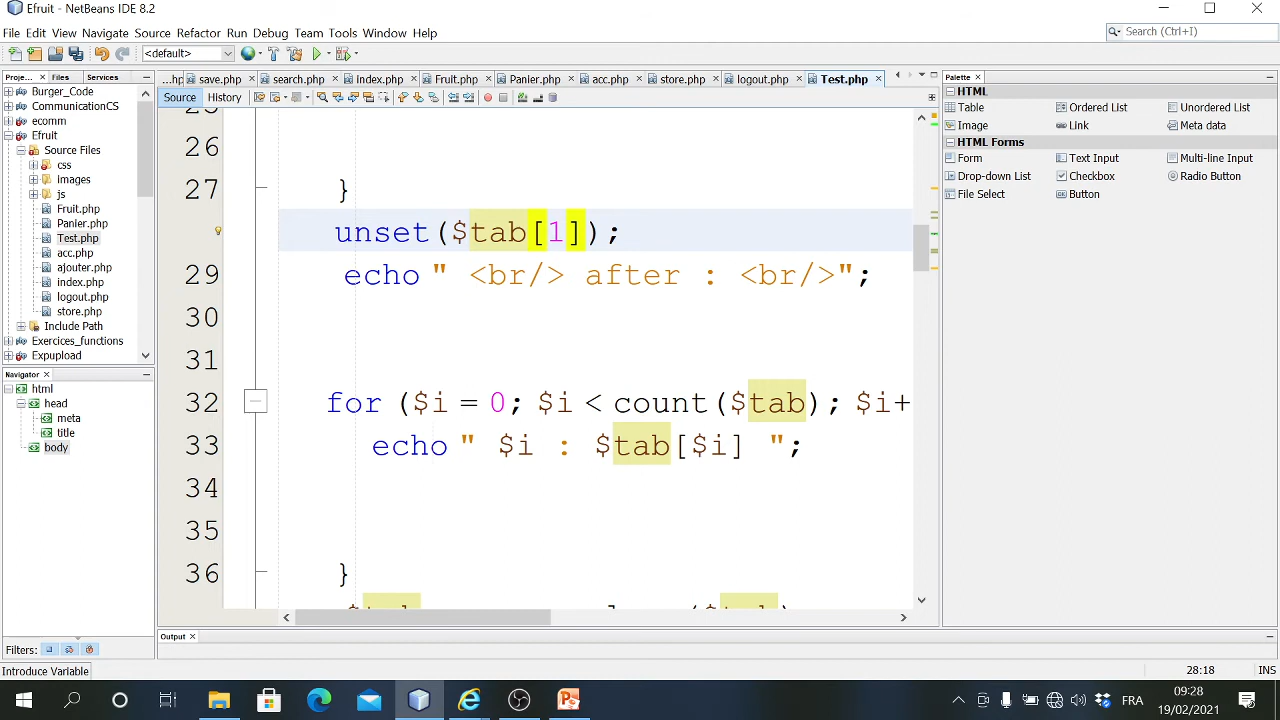 Efruit - NetBeans IDE 8.2
File Edit View Navigate Source Refactor Run Debug Team Tools Window Help
Search (Ctrl+I)
<default>
Proje... Files Services
...hp save.php search.php Index.php Fruit.php Panier.php acc.php store.php logout.php Test.php
Source History
Burger_Code
CommunicationCS
ecomm
Efruit
Source Files
css
Images
js
Fruit.php
Panier.php
Test.php
acc.php
ajouter.php
index.php
logout.php
store.php
Include Path
Exercices_functions
Expupload
Navigator
html
head
meta
title
body
Filters:
Introduce Variable
26
27 }
unset($tab[1]);
29 echo " <br/> after : <br/>";
30
31
32 for ($i = 0; $i < count($tab); $i+
33 echo " $i : $tab[$i] ";
34
35
36 }
Output
Palette
HTML
Table Ordered List Unordered List
Image Link Meta data
HTML Forms
Form Text Input Multi-line Input
Drop-down List Checkbox Radio Button
File Select Button
28:18 INS
FRA
09:28
19/02/2021